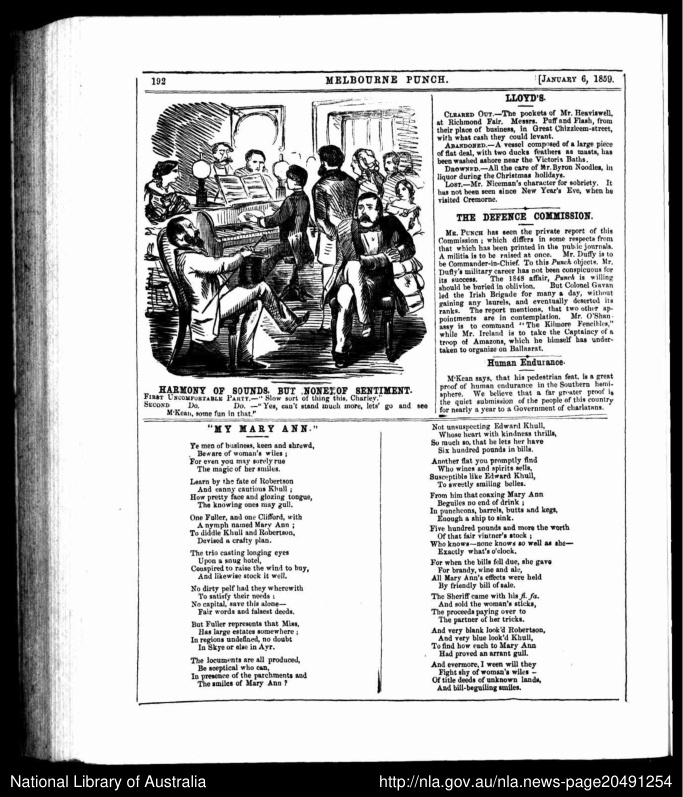 192
MELBOURNE PUNCH.
[JANUARY 6, 1859.
HARMONY OF SOUNDS. BUT NONE OF SENTIMENT.
FIRST UNCOMFORTABLE PARTY.—"Slow sort of thing this, Charley."
SECOND Do. Do. —"Yes, can't stand much more, lets' go and see
M'Kean, some fun in that."
LLOYD'S.
CLEARED OUT.—The pockets of Mr. Heaviswell,
at Richmond Fair. Messrs. Puff and Flash, from
their place of business, in Great Chizzlem-street,
with what cash they could levant.
ABANDONED.—A vessel composed of a large piece
of flat deal, with two ducks feathers as masts, has
been washed ashore near the Victoria Baths.
DROWNED.—All the care of Mr. Byron Noodles, in
liquor during the Christmas holidays.
LOST.—Mr. Niceman's character for sobriety. It
has not been seen since New Year's Eve, when he
visited Cremorne.
THE DEFENCE COMMISSION.
MR. PUNCH has seen the private report of this
Commission; which differs in some respects from
that which has been printed in the public journals.
A militia is to be raised at once. Mr. Duffy is to
be Commander-in-Chief. To this Punch objects. Mr.
Duffy's military career has not been conspicuous for
its success. The 1848 affair, Punch is willing
should be buried in oblivion. But Colonel Gavan
led the Irish Brigade for many a day, without
gaining any laurels, and eventually deserted its
ranks. The report mentions, that two other ap-
pointments are in contemplation. Mr. O'Shan-
assy is to command "The Kilmore Fencibles,"
while Mr. Ireland is to take the Captaincy of a
troop of Amazons, which he himself has under-
taken to organise on Ballaarat.
Human Endurance.
M'Kean says, that his pedestrian feat, is a great
proof of human endurance in the Southern hemi-
sphere. We believe that a far greater proof is
the quiet submission of the people of this country
for nearly a year to a Government of charlatans.
"MY MARY ANN."
Ye men of business, keen and shrewd,
Beware of woman's wiles;
For even you may sorely rue
The magic of her smiles.
Learn by the fate of Robertson
And canny cautious Khull;
How pretty face and glozing tongue,
The knowing ones may gull.
One Fuller, and one Clifford, with
A nymph named Mary Ann;
To diddle Khull and Robertson,
Devised a crafty plan.
The trio casting longing eyes
Upon a snug hotel,
Conspired to raise the wind to buy,
And likewise stock it well.
No dirty pelf had they wherewith
To satisfy their needs;
No capital, save this alone—
Fair words and falsest deeds.
But Fuller represents that Miss,
Has large estates somewhere;
In regions undefined, no doubt
In Skye or else in Ayr.
The locuments are all produced,
Be sceptical who can,
In presence of the parchments and
The smiles of Mary Ann?
Not unsuspecting Edward Khull,
Whose heart with kindness thrills,
So much so, that he lets her have
Six hundred pounds in bills.
Another flat you promptly find
Who wines and spirits sells,
Susceptible like Edward Khull,
To sweetly smiling belles.
From him that coaxing Mary Ann
Beguiles no end of drink;
In puncheons, barrels, butts and kegs,
Enough a ship to sink.
Five hundred pounds and more the worth
Of that fair vintner's stock;
Who knows—none knows so well as she—
Exactly what's o'clock.
For when the bills fell due, she gave
For brandy, wine and ale,
All Mary Ann's effects were held
By friendly bill of sale.
The Sheriff came with his fi. fa.
And sold the woman's sticks,
The proceeds paying over to
The partner of her tricks.
And very blank look'd Robertson,
And very blue look'd Khull,
To find how each to Mary Ann
Had proved an arrant gull.
And evermore, I ween will they
Fight shy of woman's wiles—
Of title deeds of unknown lands,
And bill-beguiling smiles.
National Library of Australia
http://nla.gov.au/nla.news-page20491254